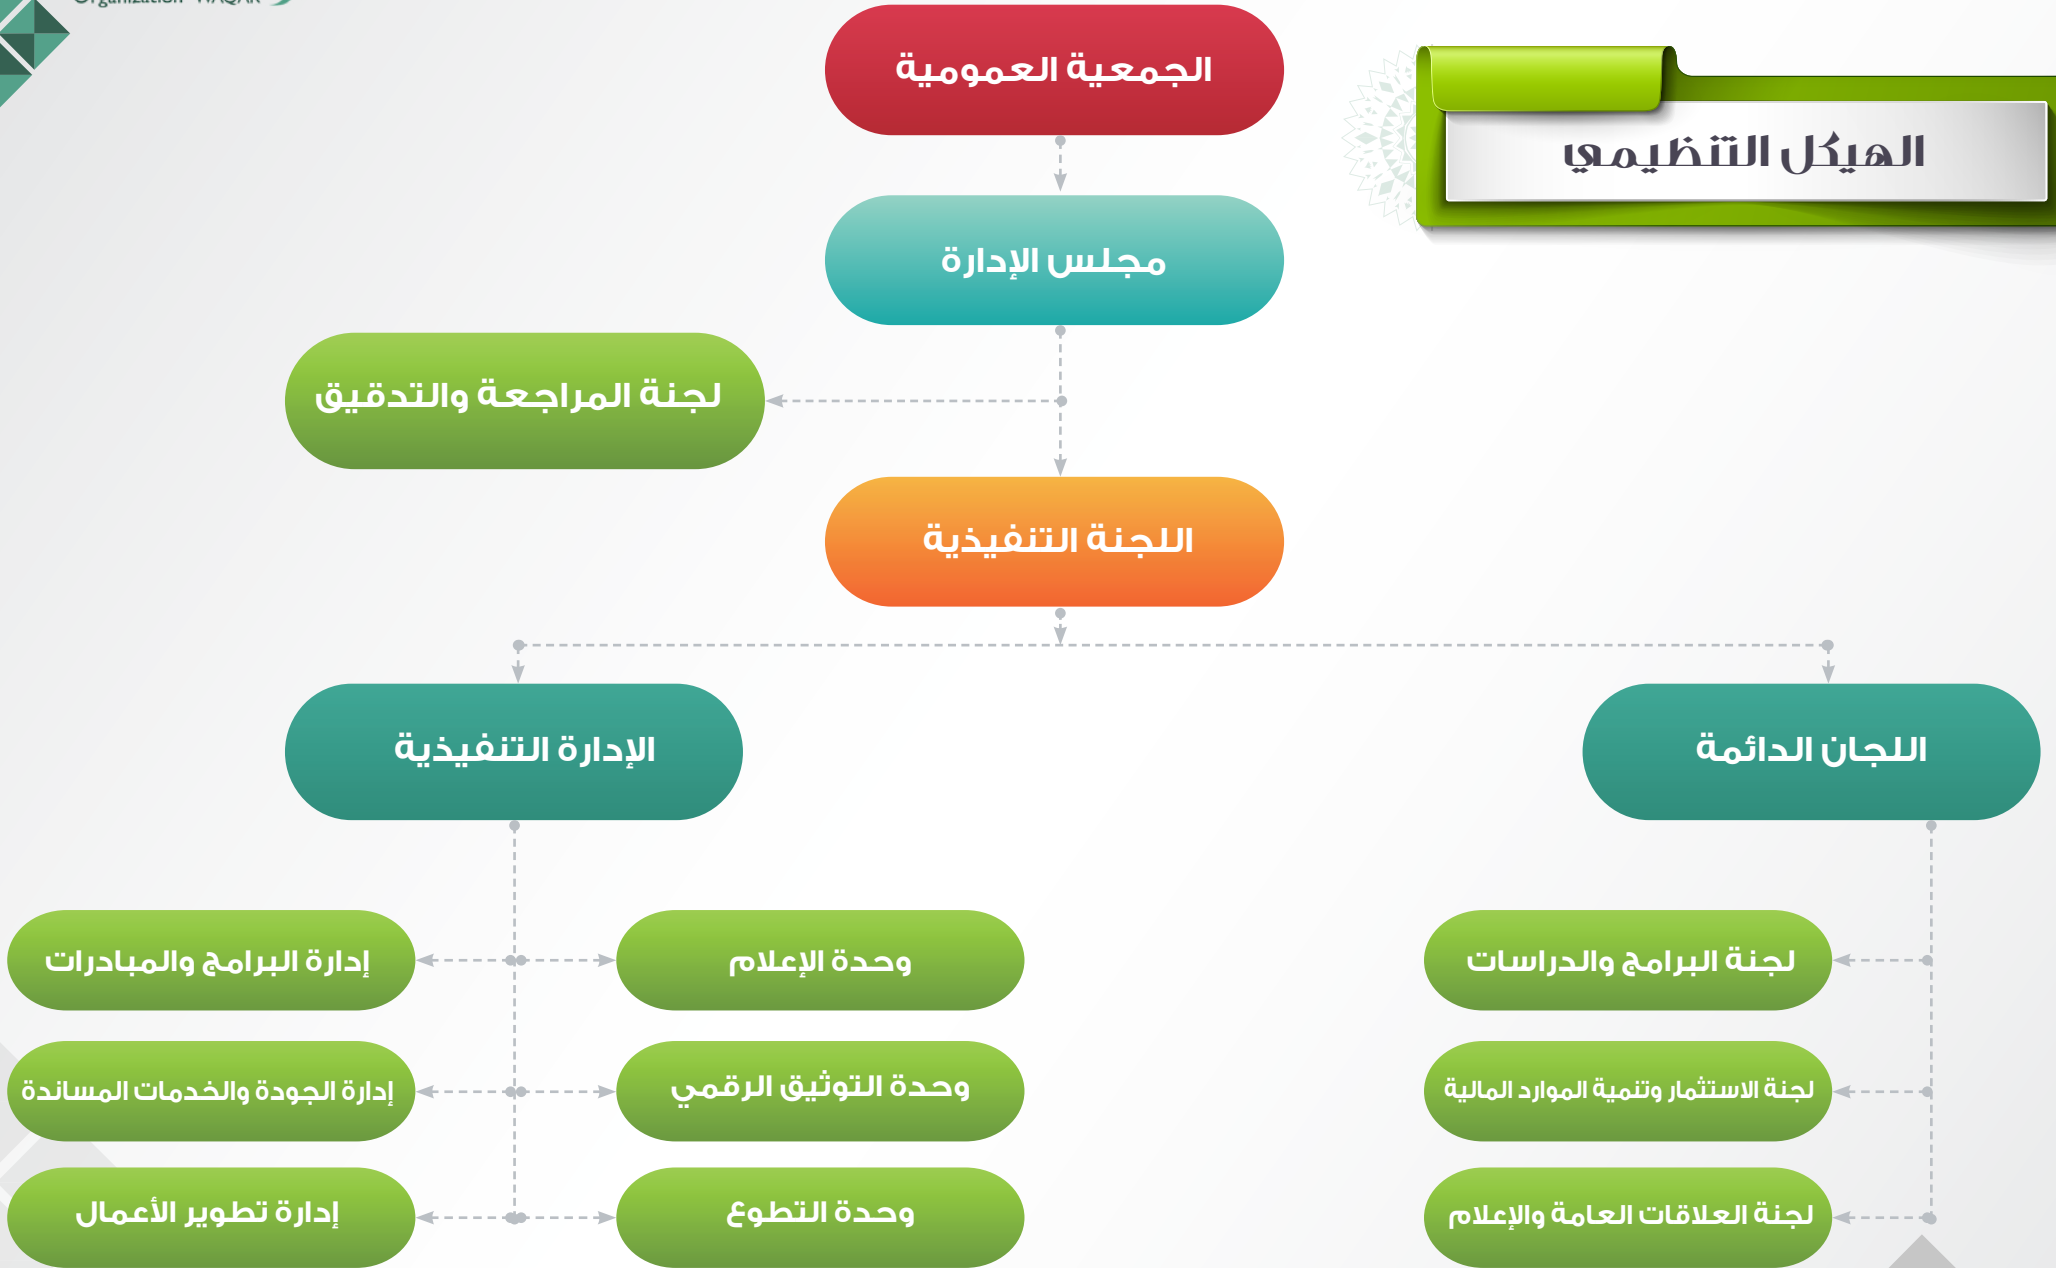 Organization WAQAR
الهيكل التنظيمي
الجمعية العمومية
مجلس الإدارة
لجنة المراجعة والتدقيق
اللجنة التنفيذية
اللجان الدائمة
الإدارة التنفيذية
لجنة البرامج والدراسات
وحدة الإعلام
إدارة البرامج والمبادرات
لجنة الاستثمار وتنمية الموارد المالية
وحدة التوثيق الرقمي
إدارة الجودة والخدمات المساندة
لجنة العلاقات العامة والإعلام
وحدة التطوع
إدارة تطوير الأعمال